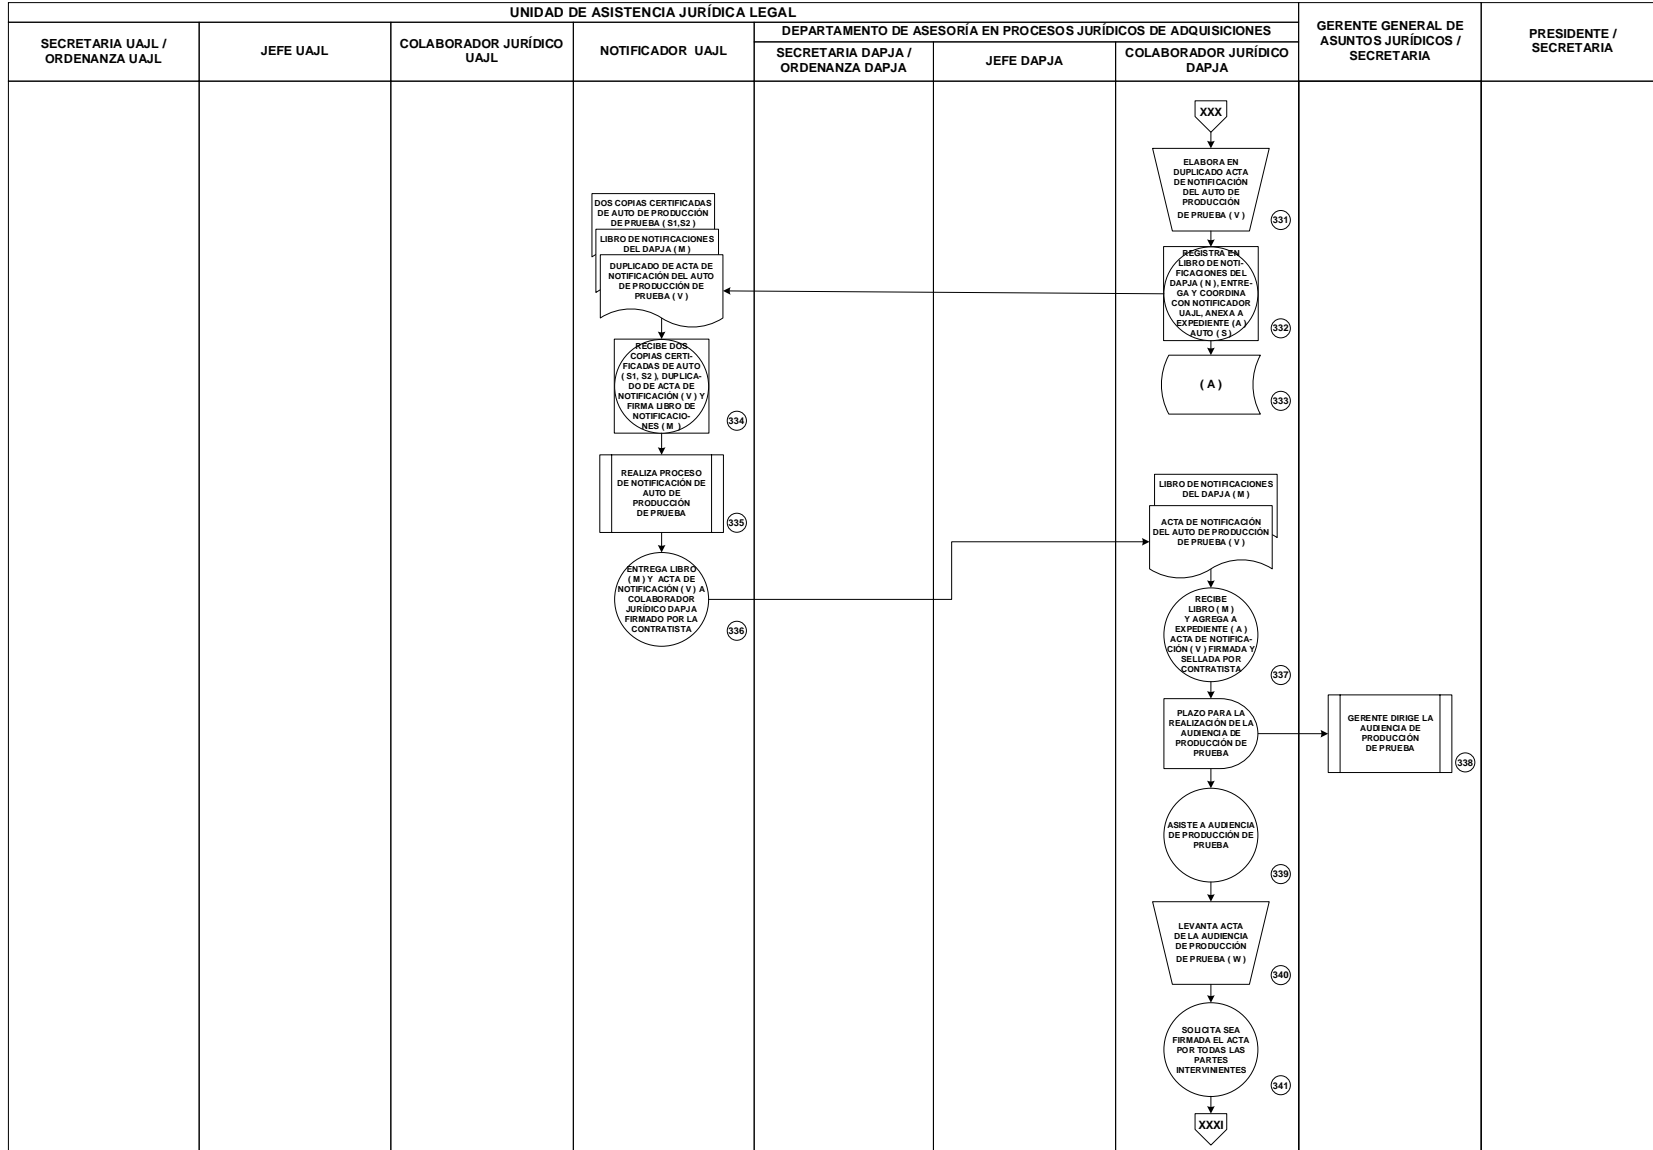 UNIDAD DE ASISTENCIA JURÍDICA LEGAL
DEPARTAMENTO DE ASESORÍA EN PROCESOS JURÍDICOS DE ADQUISICIONES
SECRETARIA UAJL /
ORDENANZA UAJL
JEFE UAJL
COLABORADOR JURÍDICO
UAJL
NOTIFICADOR UAJL
SECRETARIA DAPJA /
ORDENANZA DAPJA
JEFE DAPJA
COLABORADOR JURÍDICO
DAPJA
GERENTE GENERAL DE
ASUNTOS JURÍDICOS /
SECRETARIA
PRESIDENTE /
SECRETARIA
XXX
ELABORA EN
DUPLICADO ACTA
DE NOTIFICACIÓN
DEL AUTO DE
PRODUCCIÓN
DE PRUEBA ( V )
331
REGISTRA EN
LIBRO DE NOTI-
FICACIONES DEL
DAPJA ( N ), ENTRE-
GA Y COORDINA
CON NOTIFICADOR
UAJL, ANEXA A
EXPEDIENTE (A)
AUTO ( S )
332
( A )
333
DOS COPIAS CERTIFICADAS
DE AUTO DE PRODUCCIÓN
DE PRUEBA ( S1,S2 )
LIBRO DE NOTIFICACIONES
DEL DAPJA ( M )
DUPLICADO DE ACTA DE
NOTIFICACIÓN DEL AUTO
DE PRODUCCIÓN DE
PRUEBA ( V )
RECIBE DOS
COPIAS CERTI-
FICADAS DE AUTO
( S1, S2 ), DUPLICA-
DO DE ACTA DE
NOTIFICACIÓN ( V ) Y
FIRMA LIBRO DE
NOTIFICACIO-
NES ( M )
334
REALIZA PROCESO
DE NOTIFICACIÓN DE
AUTO DE
PRODUCCIÓN
DE PRUEBA
335
ENTREGA LIBRO
( M ) Y ACTA DE
NOTIFICACIÓN ( V ) A
COLABORADOR
JURÍDICO DAPJA
FIRMADO POR LA
CONTRATISTA
336
LIBRO DE NOTIFICACIONES
DEL DAPJA ( M )
ACTA DE NOTIFICACIÓN
DEL AUTO DE PRODUCCIÓN
DE PRUEBA ( V )
RECIBE
LIBRO ( M )
Y AGREGA A
EXPEDIENTE ( A )
ACTA DE NOTIFICA-
CIÓN ( V ) FIRMADA Y
SELLADA POR
CONTRATISTA
337
PLAZO PARA LA
REALIZACIÓN DE LA
AUDIENCIA DE
PRODUCCIÓN DE
PRUEBA
GERENTE DIRIGE LA
AUDIENCIA DE
PRODUCCIÓN
DE PRUEBA
338
ASISTE A AUDIENCIA
DE PRODUCCIÓN DE
PRUEBA
339
LEVANTA ACTA
DE LA AUDIENCIA
DE PRODUCCIÓN
DE PRUEBA ( W )
340
SOLICITA SEA
FIRMADA EL ACTA
POR TODAS LAS
PARTES
INTERVINIENTES
341
XXXI